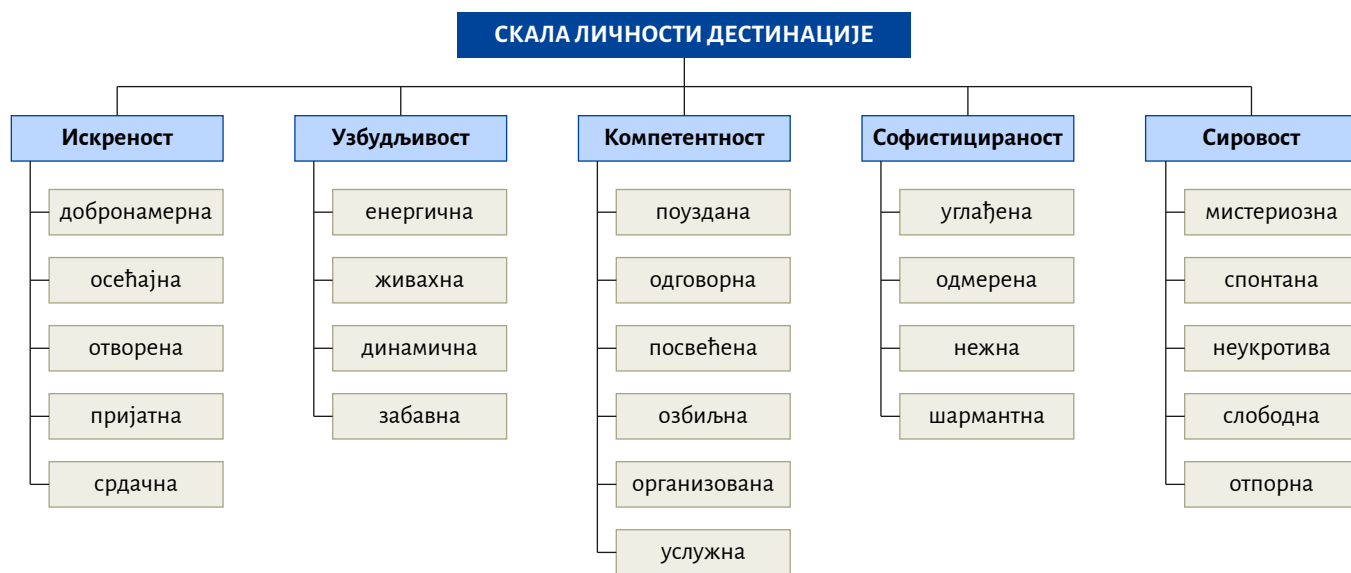 СКАЛА ЛИЧНОСТИ ДЕСТИНАЦИЈЕ
Искреност
добронамерна
осећајна
отворена
пријатна
срдачна
Узбудљивост
енергична
живахна
динамична
забавна
Компетентност
поуздана
одговорна
посвећена
озбиљна
организована
услужна
Софистицираност
углађена
одмерена
нежна
шармантна
Сировост
мистериозна
спонтана
неукротива
слободна
отпорна